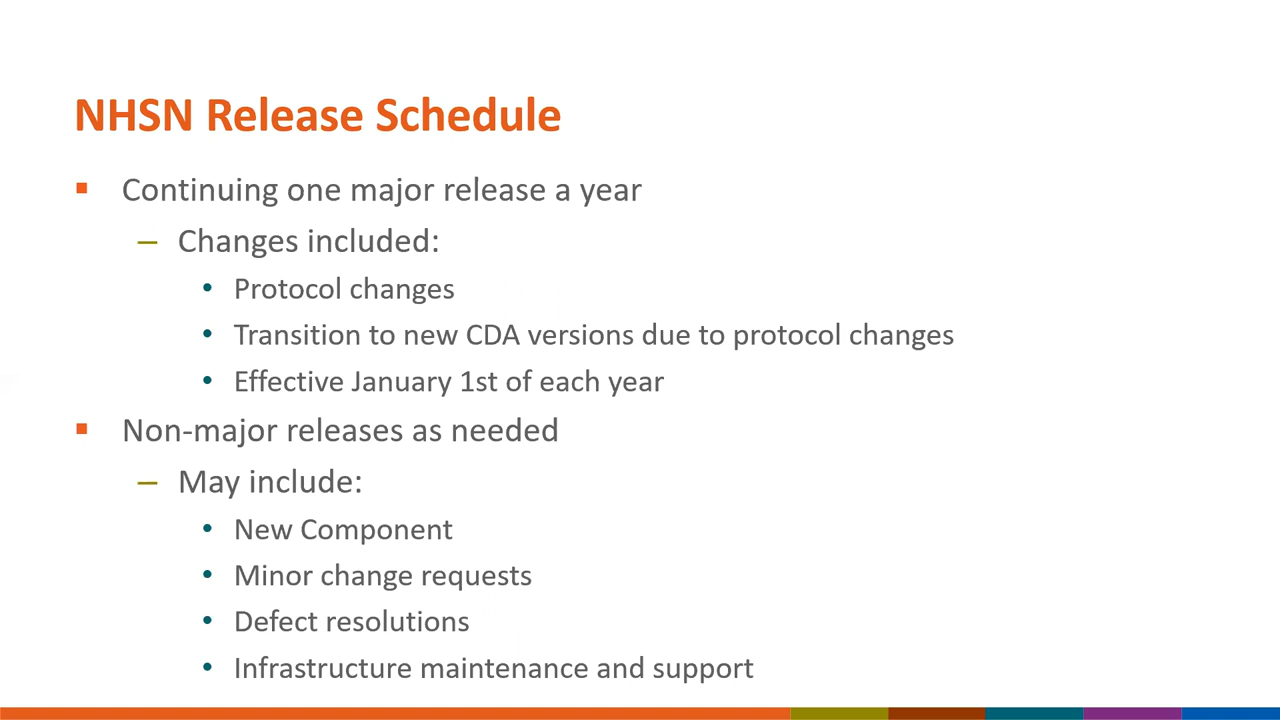 NHSN Release Schedule
▪ Continuing one major release a year
– Changes included:
• Protocol changes
• Transition to new CDA versions due to protocol changes
• Effective January 1st of each year
▪ Non-major releases as needed
– May include:
• New Component
• Minor change requests
• Defect resolutions
• Infrastructure maintenance and support